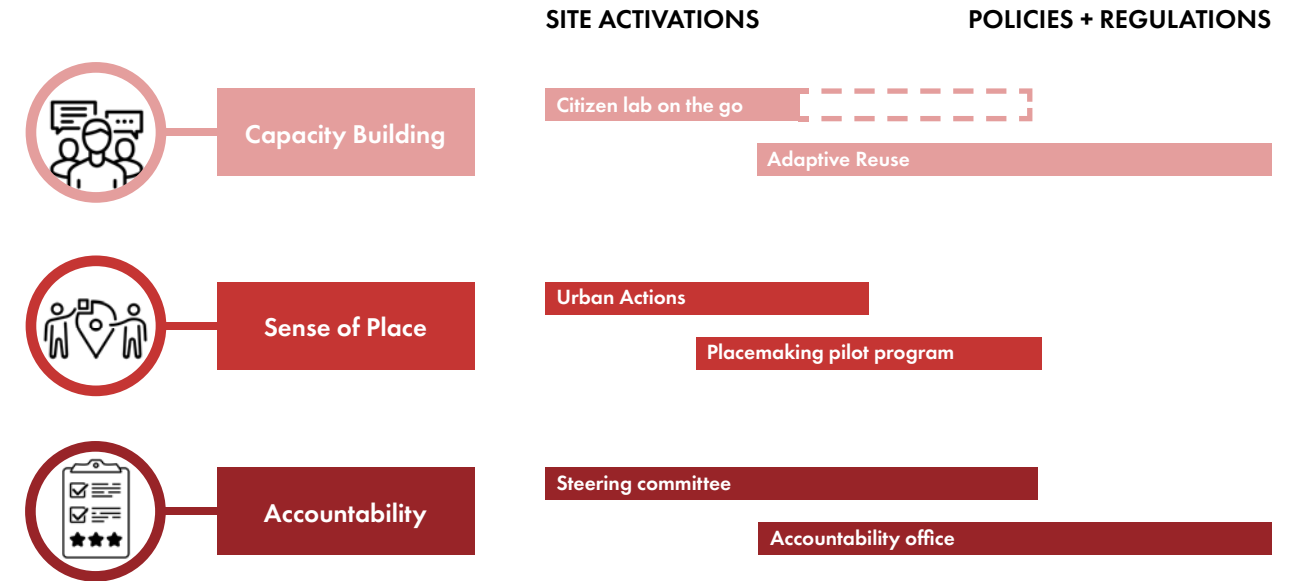 SITE ACTIVATIONS
POLICIES + REGULATIONS
Capacity Building
Citizen lab on the go
Adaptive Reuse
Sense of Place
Urban Actions
Placemaking pilot program
Accountability
Steering committee
Accountability office